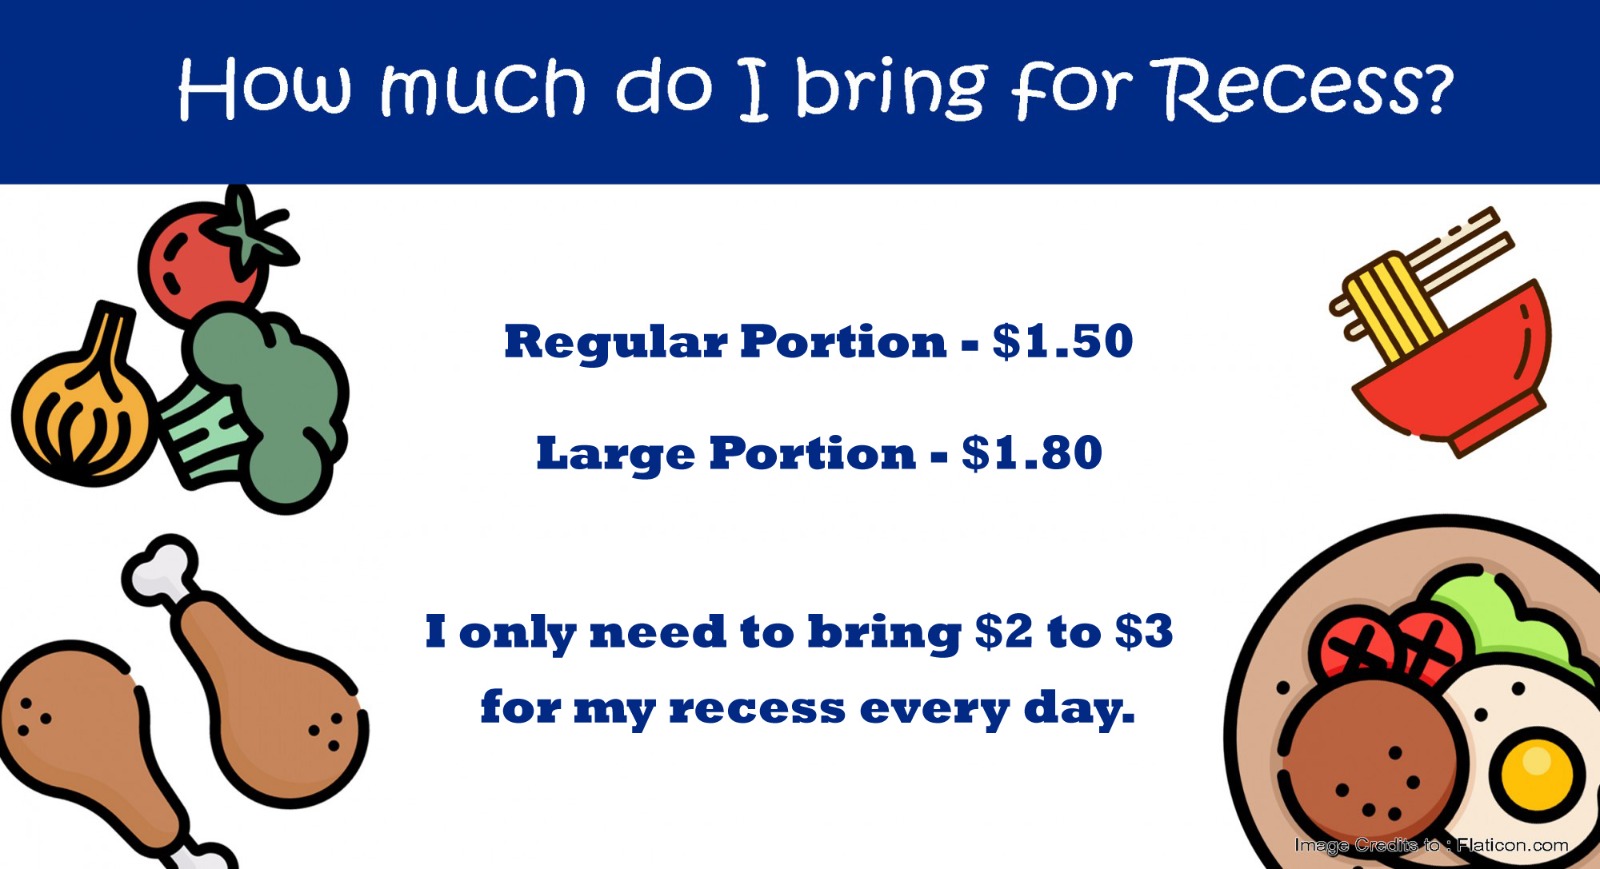 How much do I bring for Recess?
Regular Portion - $1.50
Large Portion - $1.80
I only need to bring $2 to $3
for my recess every day.
Image Credits to : Flaticon.com